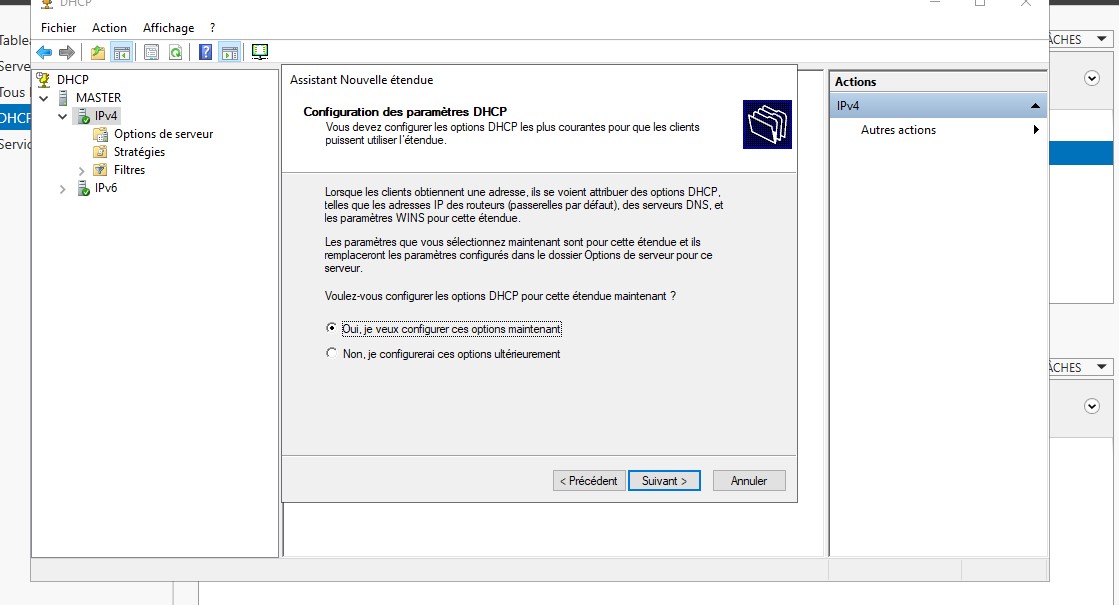 DHCP
Fichier Action Affichage ?
DHCP
MASTER
IPv4
Options de serveur
Stratégies
Filtres
IPv6
Assistant Nouvelle étendue
Configuration des paramètres DHCP
Vous devez configurer les options DHCP les plus courantes pour que les clients
puissent utiliser l'étendue.
Lorsque les clients obtiennent une adresse, ils se voient attribuer des options DHCP,
telles que les adresses IP des routeurs (passerelles par défaut), des serveurs DNS, et
les paramètres WINS pour cette étendue.
Les paramètres que vous sélectionnez maintenant sont pour cette étendue et ils
remplaceront les paramètres configurés dans le dossier Options de serveur pour ce
serveur.
Voulez-vous configurer les options DHCP pour cette étendue maintenant ?
Oui, je veux configurer ces options maintenant
Non, je configurerai ces options ultérieurement
< Précédent Suivant > Annuler
Actions
IPv4
Autres actions
Table
Serve
Tous
DHCP
Servic
ÂCHES
ÂCHES